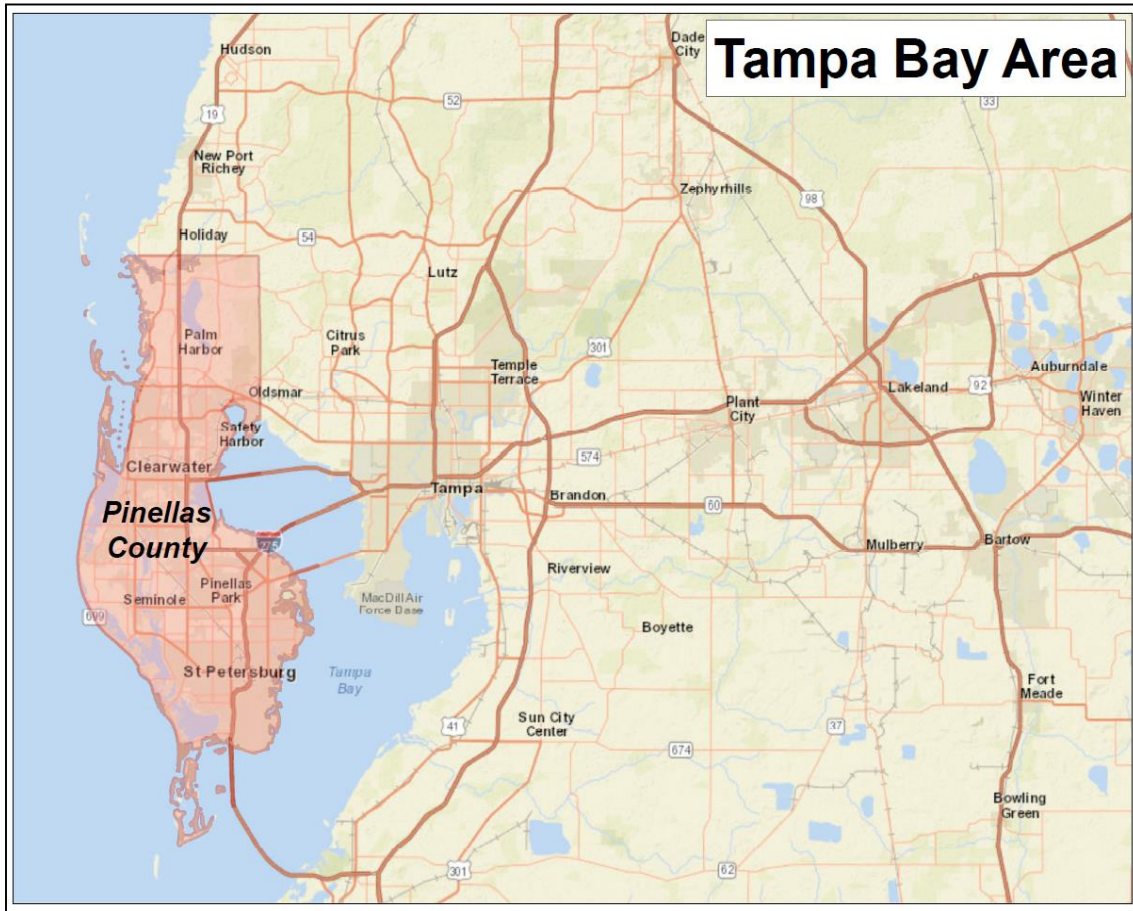 Tampa Bay Area
Hudson
Dade
City
52
33
19
New Port
Richey
Zephyrhills
98
Holiday
54
Lutz
Palm
Harbor
Citrus
Park
301
Temple
Terrace
Auburndale
Oldsmar
Lakeland
92
Plant
City
Winter
Haven
Safety
Harbor
Clearwater
574
Tampa
Brandon
60
Pinellas
County
275
Mulberry
Bartow
Riverview
Pinellas
Park
Seminole
MacDill Air
Force Base
699
Boyette
St Petersburg
Tampa
Bay
Fort
Meade
Sun City
Center
41
37
674
Bowling
Green
301
62